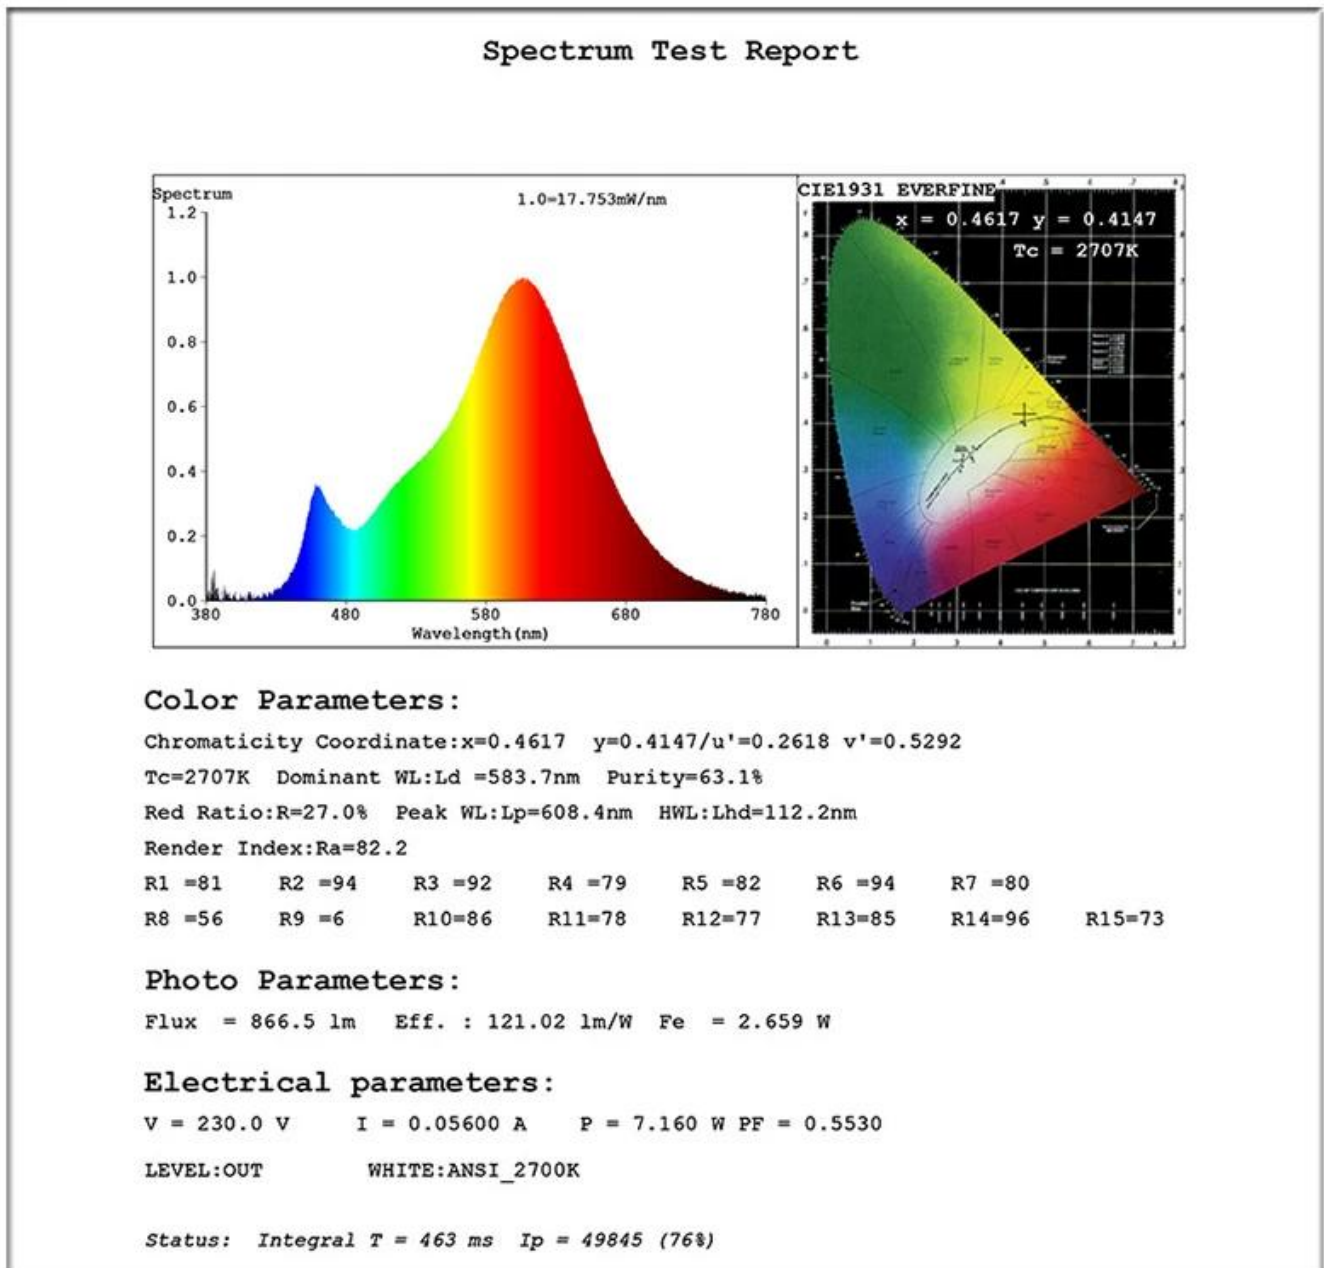 Spectrum Test Report
Spectrum
1.0=17.753mW/nm
1.2
1.0
0.8
0.6
0.4
0.2
0.0
380 480 580 680 780
Wavelength(nm)
CIE1931 EVERFINE
x = 0.4617 y = 0.4147
Tc = 2707K
Color Parameters:
Chromaticity Coordinate:x=0.4617 y=0.4147/u'=0.2618 v'=0.5292
Tc=2707K Dominant WL:Ld =583.7nm Purity=63.1%
Red Ratio:R=27.0% Peak WL:Lp=608.4nm HWL:Lhd=112.2nm
Render Index:Ra=82.2
R1 =81 R2 =94 R3 =92 R4 =79 R5 =82 R6 =94 R7 =80
R8 =56 R9 =6 R10=86 R11=78 R12=77 R13=85 R14=96 R15=73
Photo Parameters:
Flux = 866.5 lm Eff. : 121.02 lm/W Fe = 2.659 W
Electrical parameters:
V = 230.0 V I = 0.05600 A P = 7.160 W PF = 0.5530
LEVEL:OUT WHITE:ANSI_2700K
Status: Integral T = 463 ms Ip = 49845 (76%)